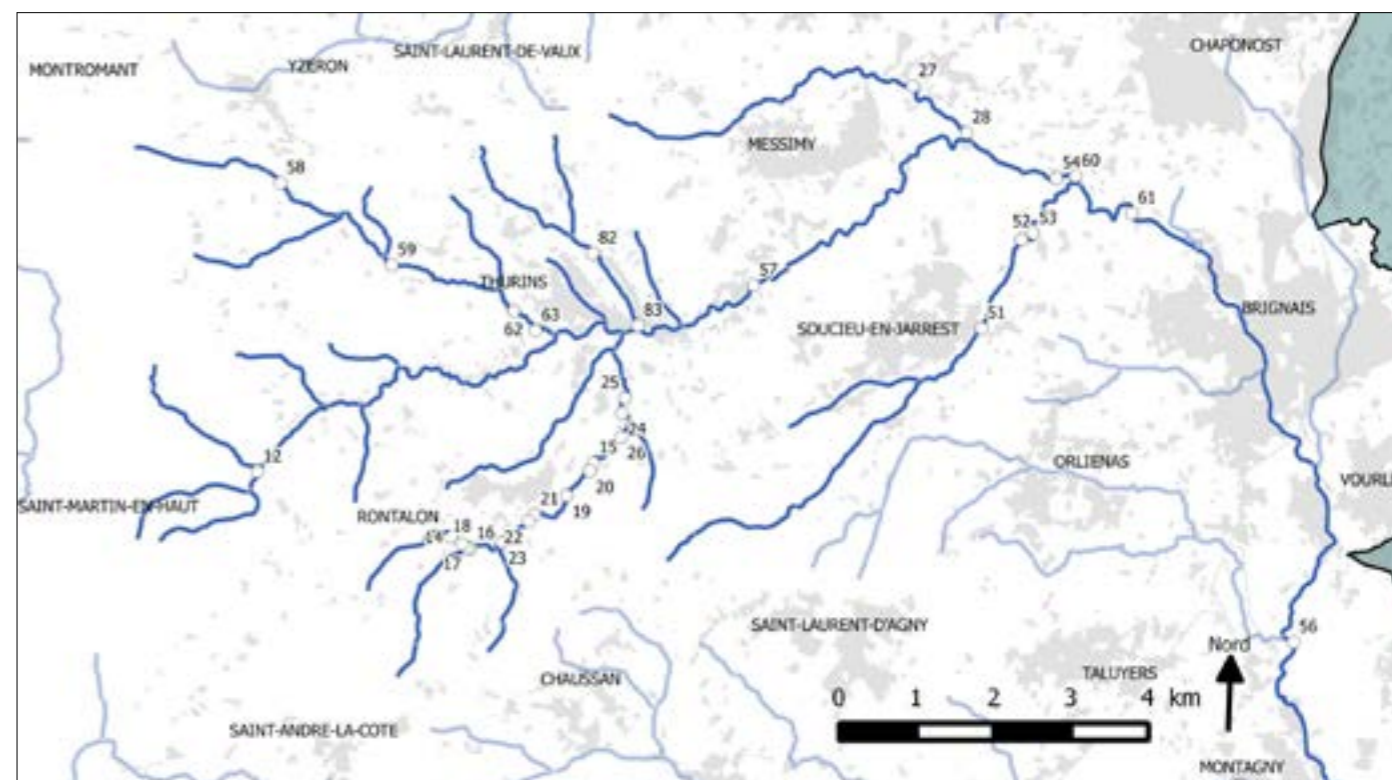 CHAPONOST
SAINT-LAURENT-DE-VAUX
YZERON
MONTROMANT
27
28
MESSIMY
54 60
58
61
52 53
82
59
57
THURINS
BRIGNAIS
83
63
62
SOUCIEU-EN-JARREST
51
25
24
26
15
12
ORLIENAS
20
VOURLE
21
SAINT-MARTIN-EN-HAUT
19
RONTALON
18
16
14
22
17
23
SAINT-LAURENT-D'AGNY
56
Nord
TALUYERS
CHAUSSAN
0 1 2 3 4 km
SAINT-ANDRE-LA-COTE
MONTAGNY